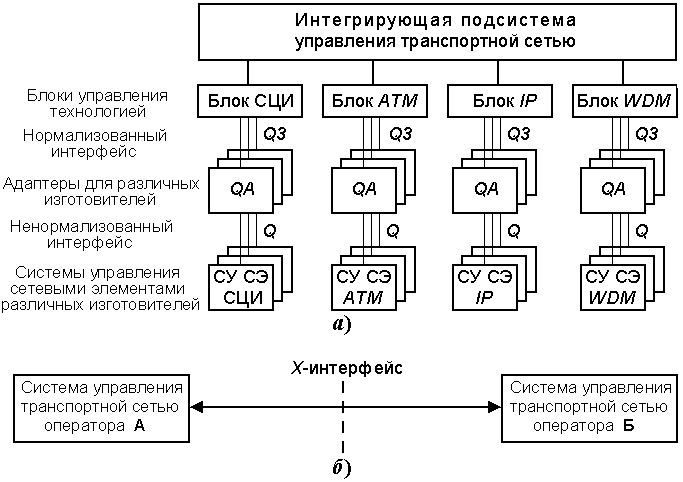 Интегрирующая подсистема
управления транспортной сетью
Блоки управления
технологией
Блок СЦИ
Блок ATM
Блок IP
Блок WDM
Нормализованный
интерфейс
Q3
Q3
Q3
Q3
Адаптеры для различных
изготовителей
QA
QA
QA
QA
Ненормализованный
интерфейс
Q
Q
Q
Q
Системы управления
сетевыми элементами
различных изготовителей
СУ СЭ
СЦИ
СУ СЭ
ATM
СУ СЭ
IP
СУ СЭ
WDM
а)
X-интерфейс
Система управления
транспортной сетью
оператора А
Система управления
транспортной сетью
оператора Б
б)